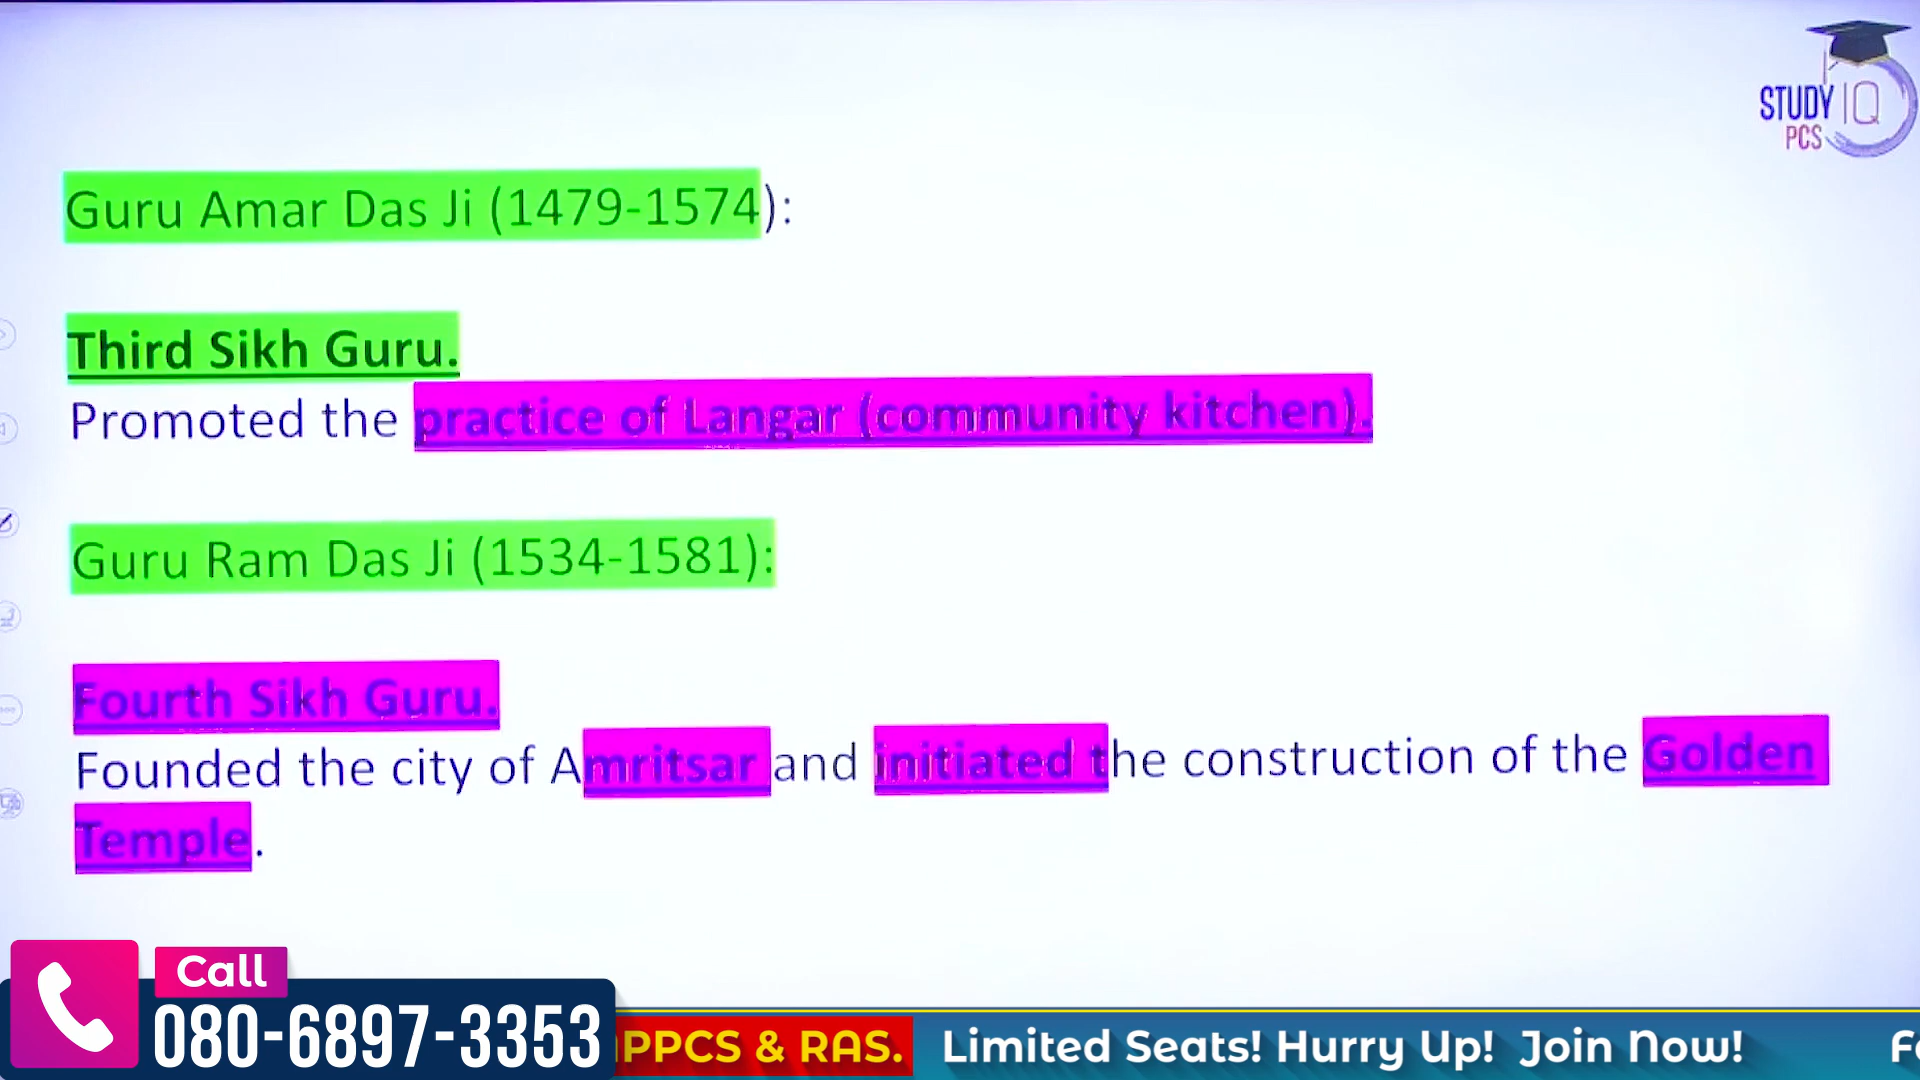 STUDY IQ
PCS
Guru Amar Das Ji (1479-1574):
Third Sikh Guru.
Promoted the practice of Langar (community kitchen).
Guru Ram Das Ji (1534-1581):
Fourth Sikh Guru.
Founded the city of Amritsar and initiated the construction of the Golden
Temple.
Call
080-6897-3353
PPCS & RAS. Limited Seats! Hurry Up! Join Now!